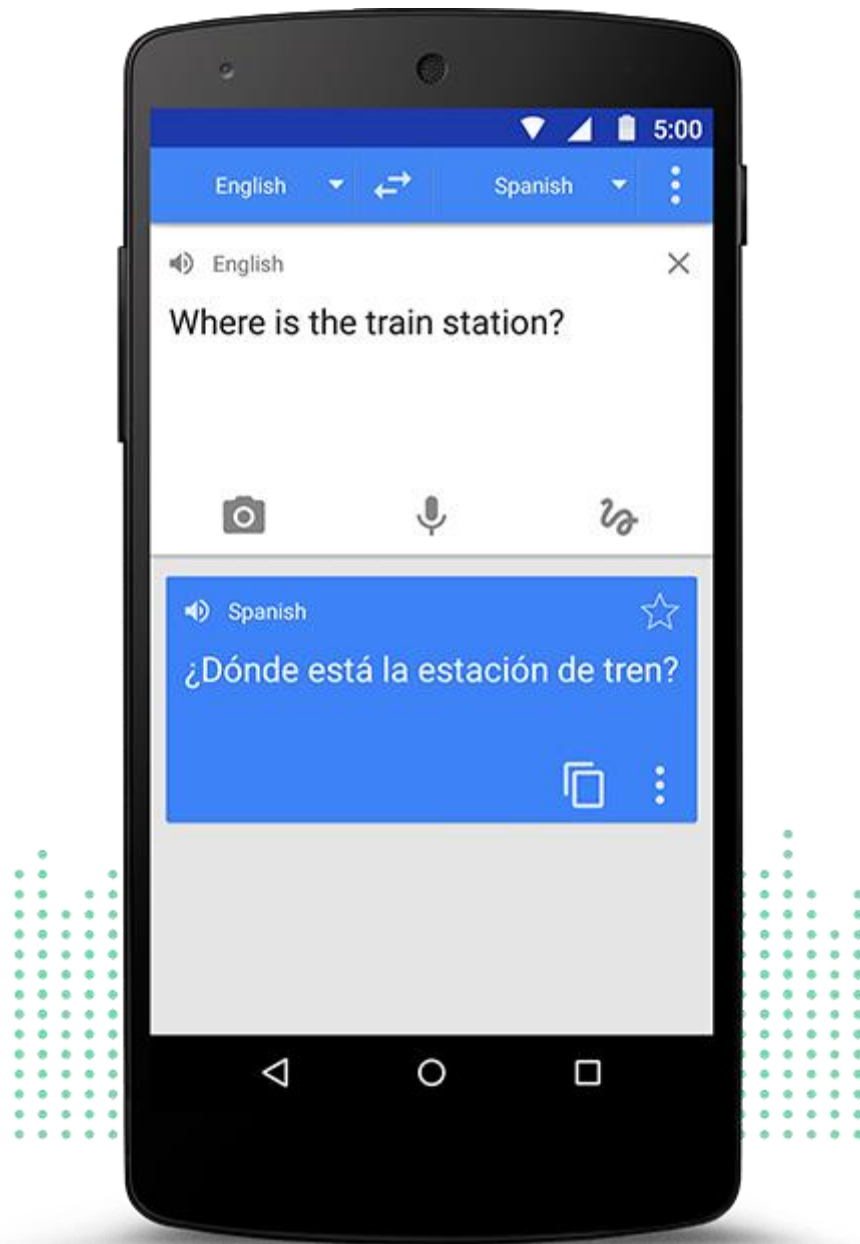 5:00
English
Spanish
English
Where is the train station?
Spanish
¿Dónde está la estación de tren?